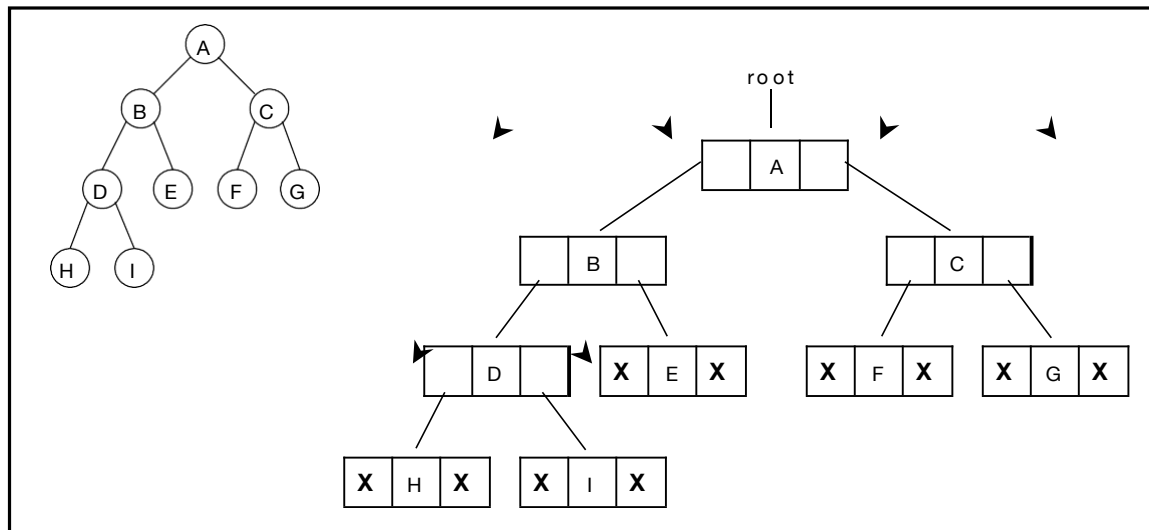 A
B C
D E F G
H I
root
A
B C
D X E X X F X X G X
X H X X I X